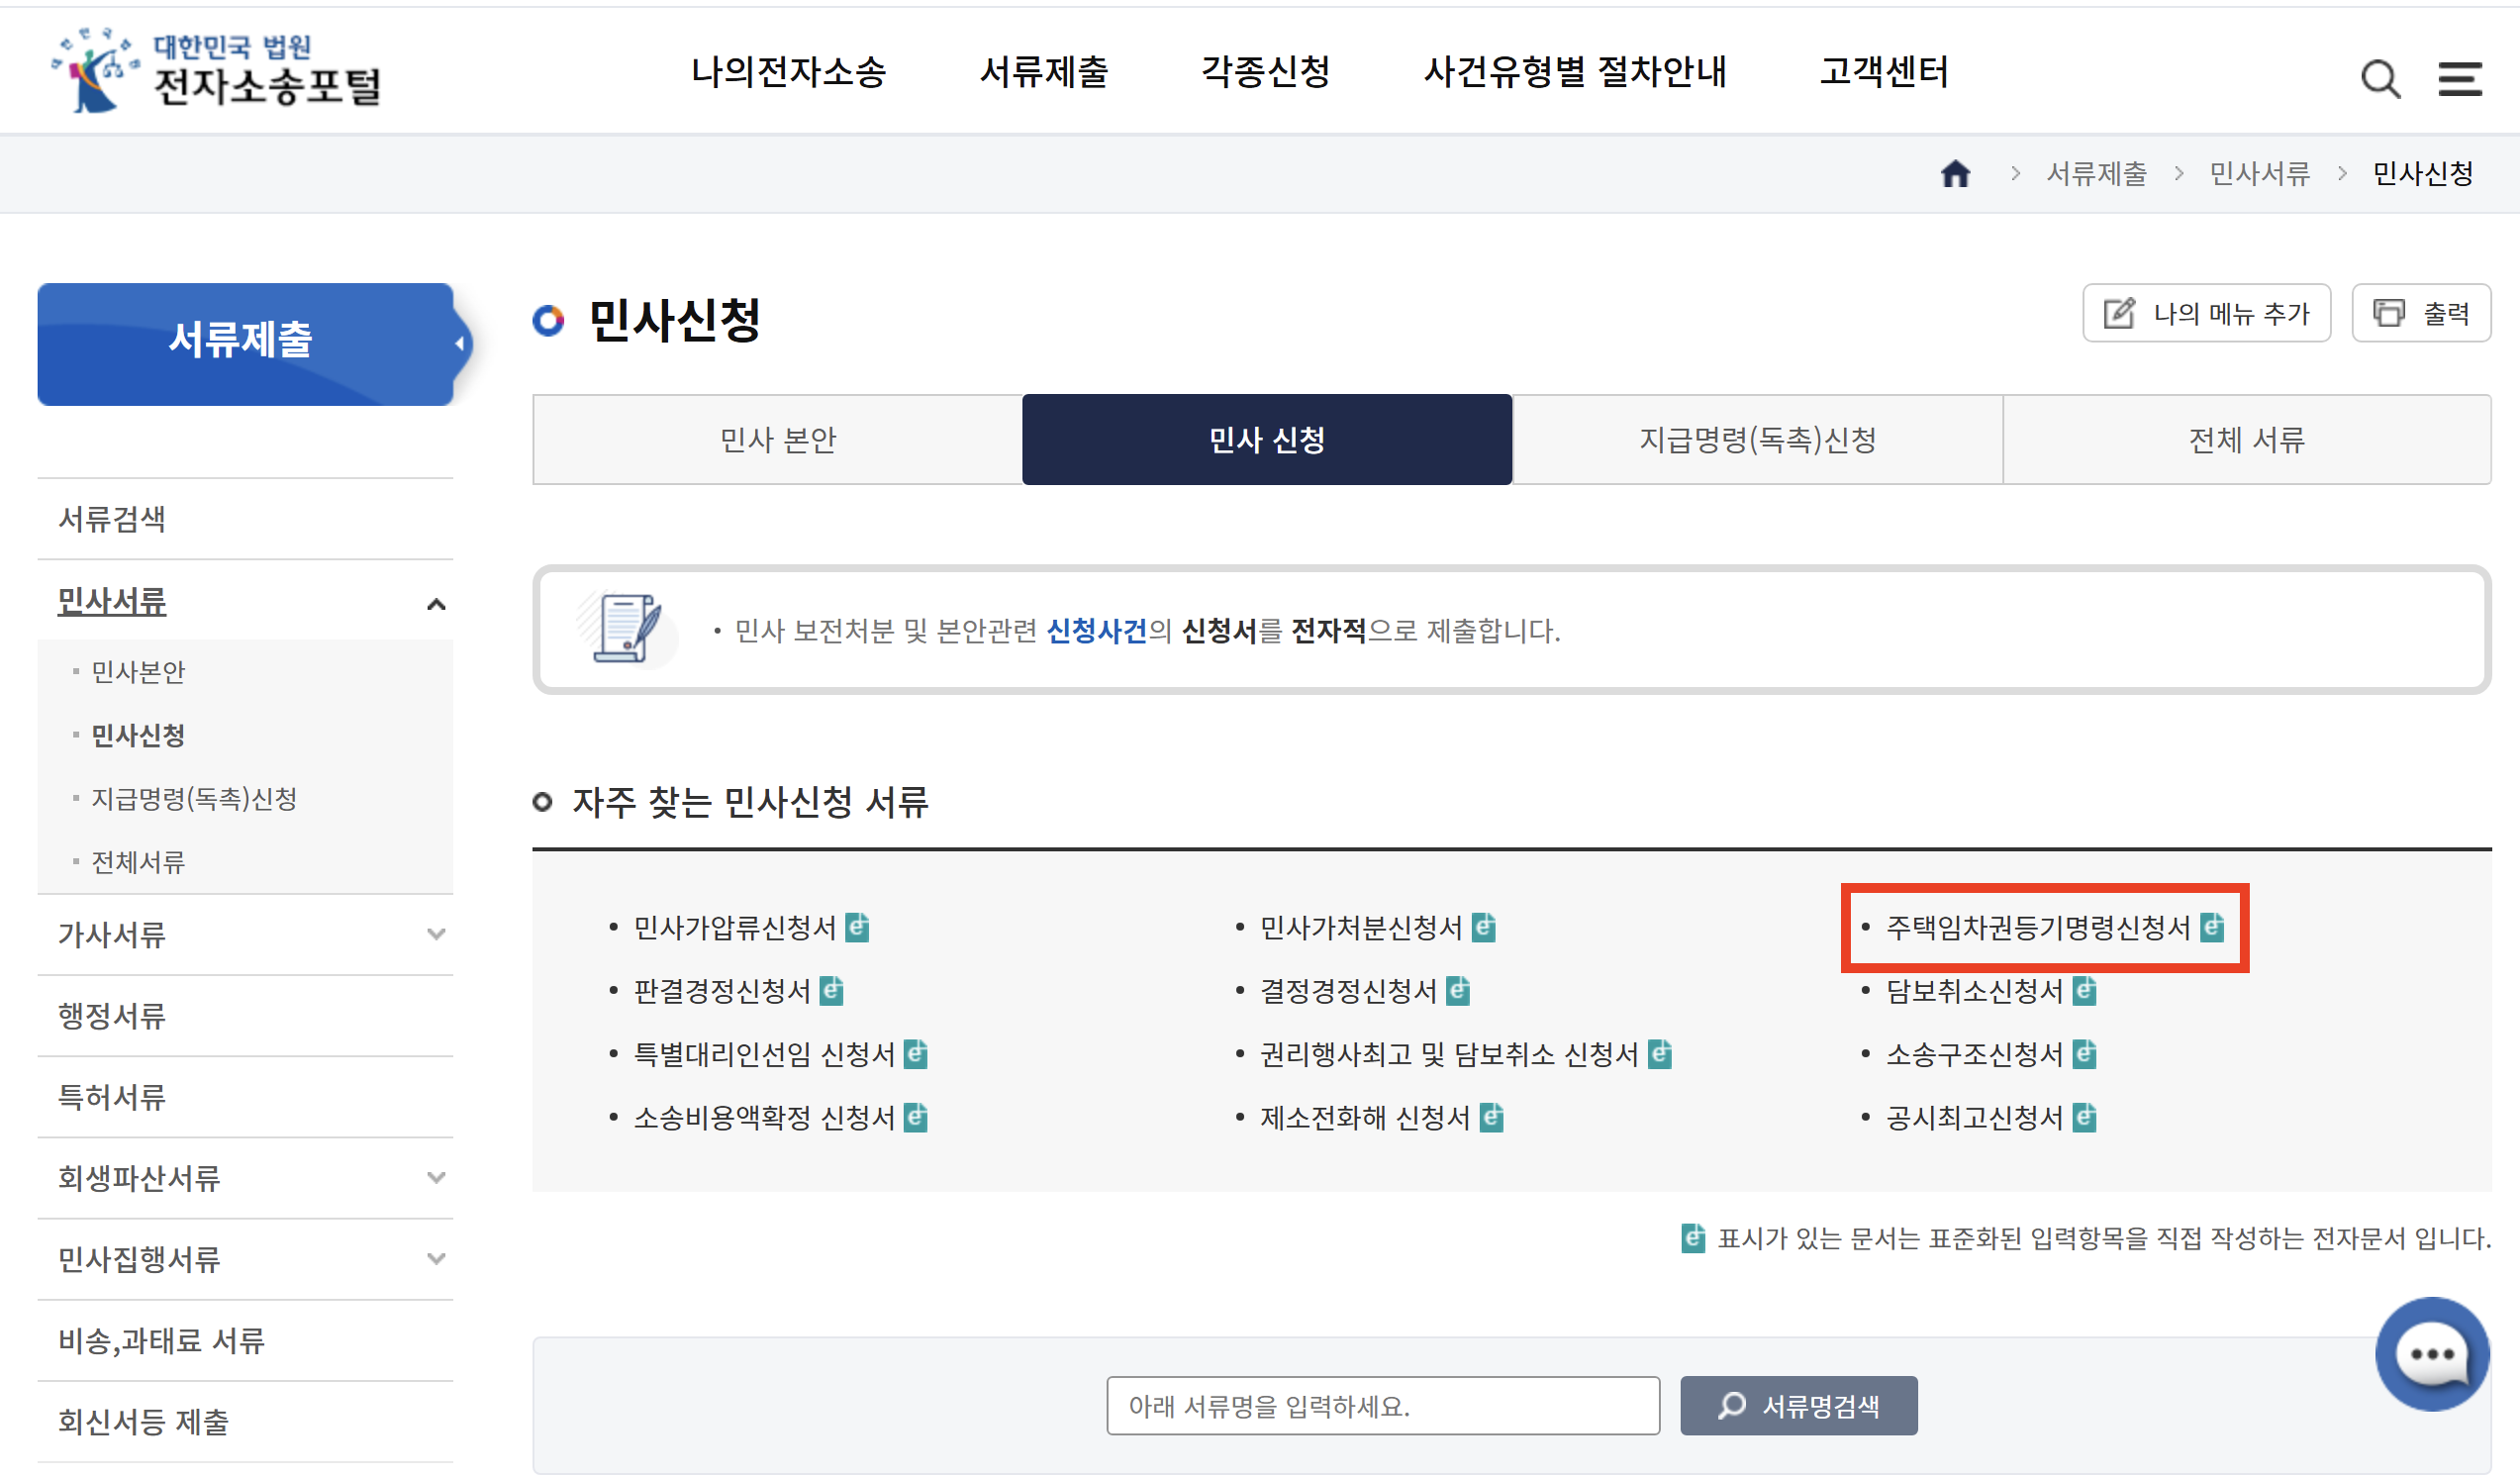 대한민국 법원
전자소송포털
나의전자소송 서류제출 각종신청 사건유형별 절차안내 고객센터
서류제출 > 민사서류 > 민사신청
서류제출
서류검색
민사서류
민사본안
민사신청
지급명령(독촉)신청
전체서류
가사서류
행정서류
특허서류
회생파산서류
민사집행서류
비송,과태료 서류
회신서등 제출
민사신청
나의 메뉴 추가 출력
민사 본안 민사 신청 지급명령(독촉)신청 전체 서류
• 민사 보전처분 및 본안관련 신청사건의 신청서를 전자적으로 제출합니다.
자주 찾는 민사신청 서류
• 민사가압류신청서 • 민사가처분신청서 • 주택임차권등기명령신청서
• 판결경정신청서 • 결정경정신청서 • 담보취소신청서
• 특별대리인선임 신청서 • 권리행사최고 및 담보취소 신청서 • 소송구조신청서
• 소송비용액확정 신청서 • 제소전화해 신청서 • 공시최고신청서
e 표시가 있는 문서는 표준화된 입력항목을 직접 작성하는 전자문서 입니다.
아래 서류명을 입력하세요. 서류명검색